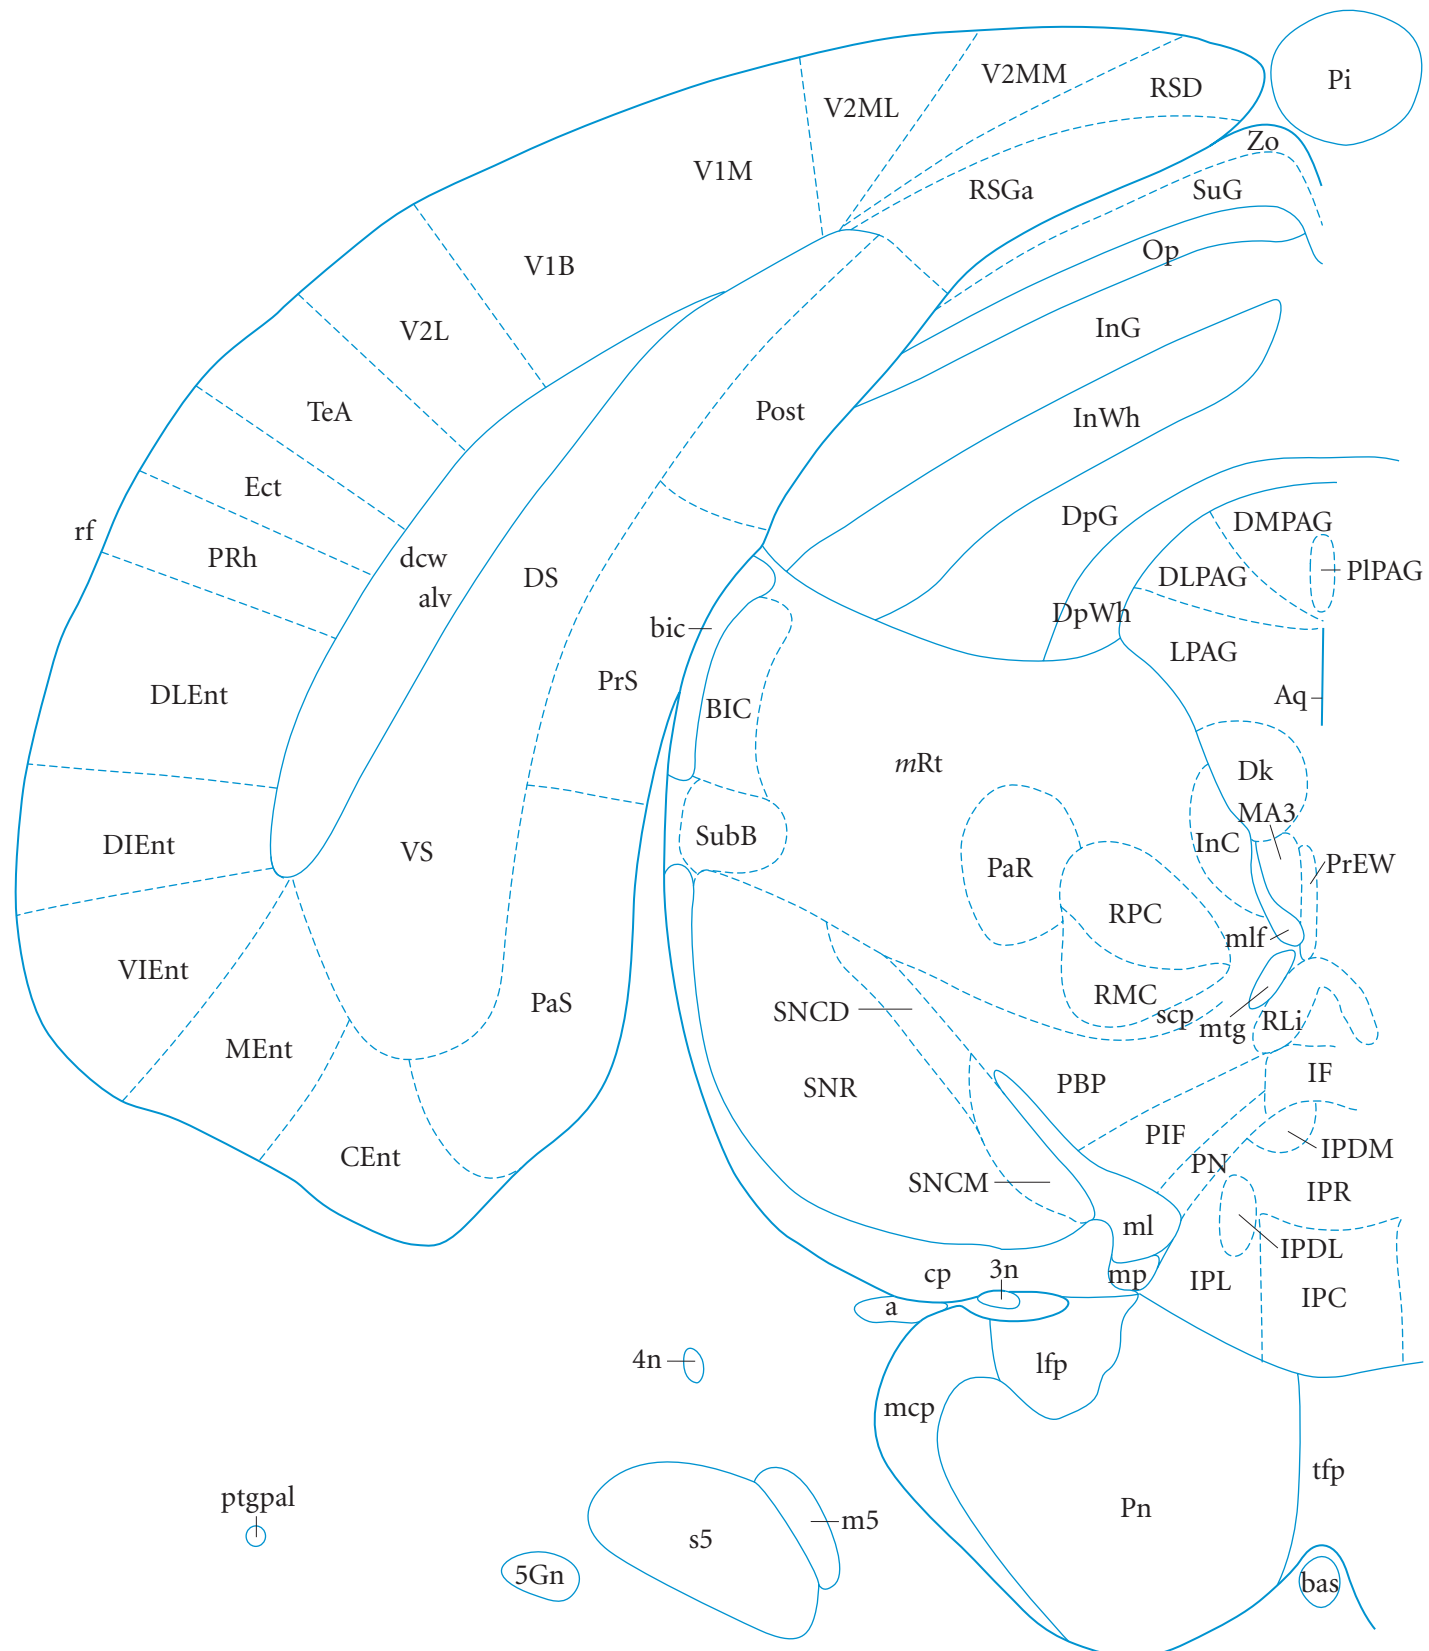 V2MM
Pi
RSD
V2ML
Zo
V1M
RSGa
SuG
Op
V1B
V2L
InG
TeA
Post
InWh
Ect
DpG
DMPAG
rf
PRh
dcw
DS
DLPAG
PlPAG
alv
DpWh
bic
LPAG
DLEnt
PrS
BIC
Aq
mRt
Dk
MA3
DIEnt
VS
SubB
InC
PaR
PrEW
RPC
mlf
VIEnt
PaS
SNCD
RMC
scp
mtg
RLi
MEnt
SNR
PBP
IF
CEnt
PIF
PN
IPDM
SNCM
IPR
ml
IPDL
cp
3n
mp
IPL
IPC
a
4n
lfp
mcp
tfp
ptgpal
Pn
m5
s5
5Gn
bas